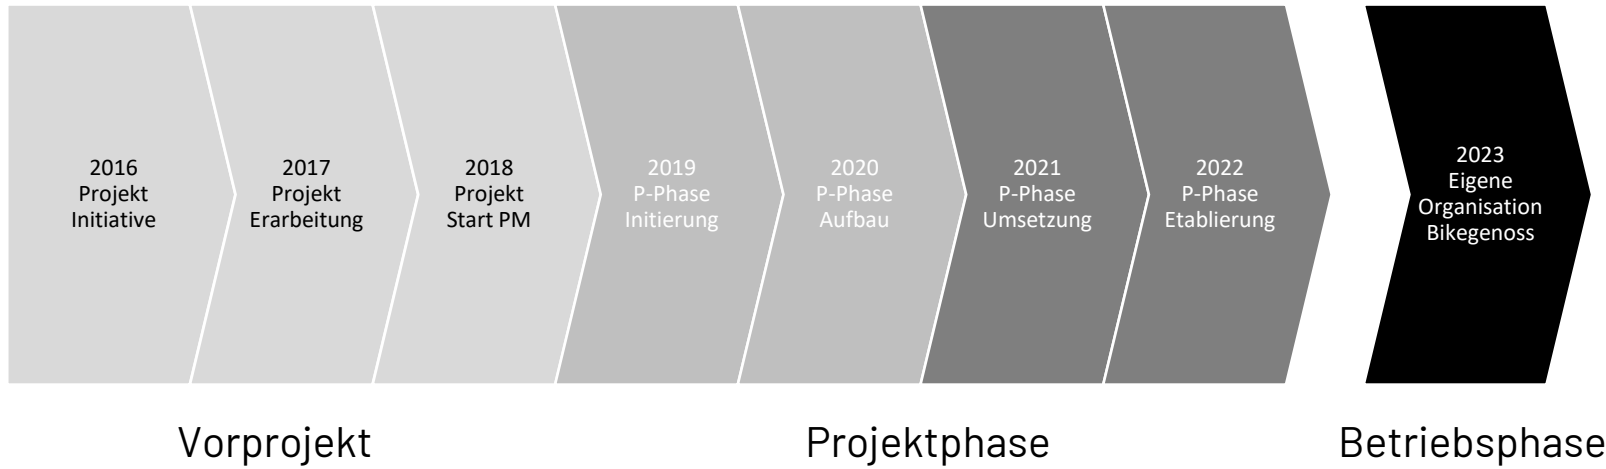 2016
Projekt
Initiative
2017
Projekt
Erarbeitung
2018
Projekt
Start PM
2019
P-Phase
Initierung
2020
P-Phase
Aufbau
2021
P-Phase
Umsetzung
2022
P-Phase
Etablierung
2023
Eigene
Organisation
Bikegenoss
Vorprojekt
Projektphase
Betriebsphase